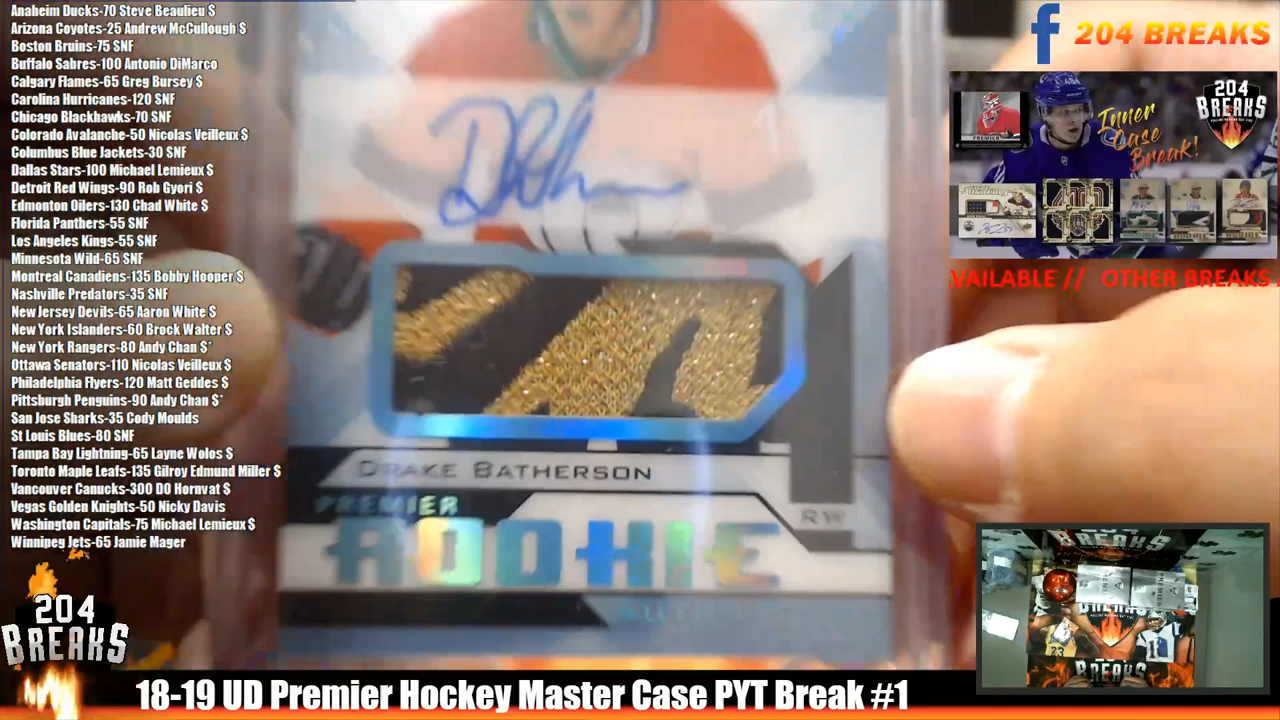 Anaheim Ducks-70 Steve Beaulieu $
Arizona Coyotes-25 Andrew McCullough $
Boston Bruins-75 SNF
Buffalo Sabres-100 Antonio DiMarco
Calgary Flames-65 Greg Bursey $
Carolina Hurricanes-120 SNF
Chicago Blackhawks-70 SNF
Colorado Avalanche-50 Nicolas Veilleux $
Columbus Blue Jackets-30 SNF
Dallas Stars-100 Michael Lemieux $
Detroit Red Wings-90 Rob Gyori $
Edmonton Oilers-130 Chad White $
Florida Panthers-55 SNF
Los Angeles Kings-55 SNF
Minnesota Wild-65 SNF
Montreal Canadiens-135 Bobby Hooper $
Nashville Predators-35 SNF
New Jersey Devils-65 Aaron White $
New York Islanders-60 Brock Walter $
New York Rangers-80 Andy Chan $*
Ottawa Senators-110 Nicolas Veilleux $
Philadelphia Flyers-120 Matt Geddes $
Pittsburgh Penguins-90 Andy Chan $*
San Jose Sharks-35 Cody Moulds
St Louis Blues-80 SNF
Tampa Bay Lightning-65 Layne Wolos $
Toronto Maple Leafs-135 Gilroy Edmund Miller $
Vancouver Canucks-300 DO Horvat $
Vegas Golden Knights-50 Nicky Davis
Washington Capitals-75 Michael Lemieux $
Winnipeg Jets-65 Jamie Mager
204
BREAKS
DRAKE BATHERSON
RW
PREMIER
ROOKIE
f 204 BREAKS
204
BREAKS
Inner
Case
Break!
PREMIER
VAILABLE // OTHER BREAKS
BREAKS
23
BREAKS
18-19 UD Premier Hockey Master Case PYT Break #1